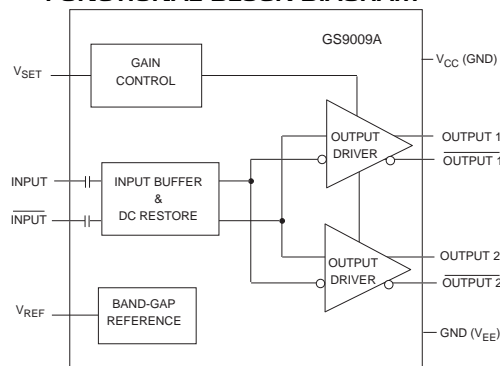 FUNCTIONAL BLOCK DIAGRAM
GS9009A
GAIN
CONTROL
VSET
VCC (GND)
OUTPUT
DRIVER
OUTPUT 1
OUTPUT 1
INPUT
INPUT
INPUT BUFFER
&
DC RESTORE
OUTPUT
DRIVER
OUTPUT 2
OUTPUT 2
VREF
BAND-GAP
REFERENCE
GND (VEE)